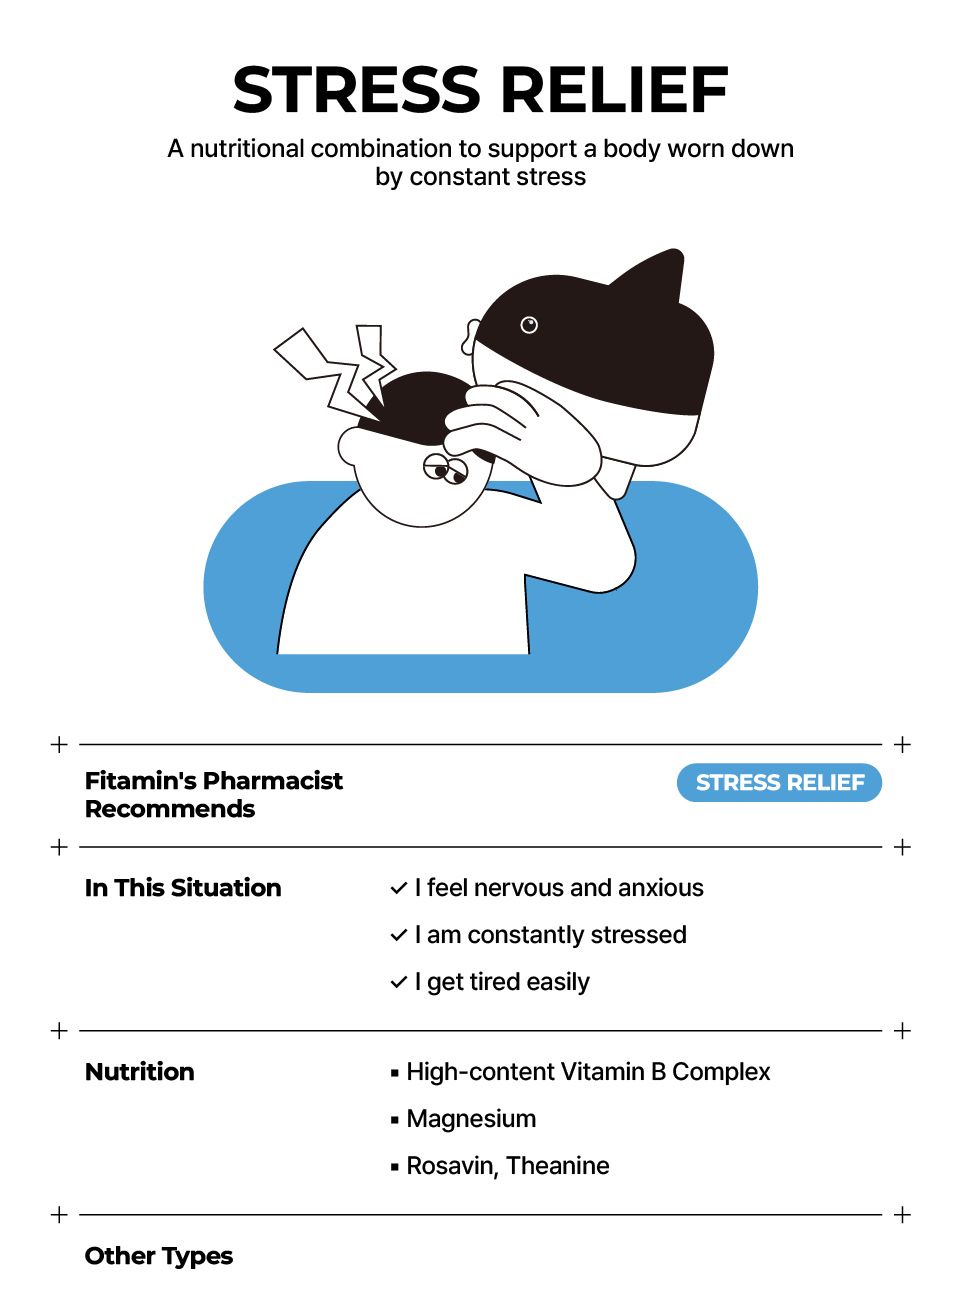 STRESS RELIEF
A nutritional combination to support a body worn down
by constant stress
Fitamin's Pharmacist
Recommends
STRESS RELIEF
In This Situation
✓ I feel nervous and anxious
✓ I am constantly stressed
✓ I get tired easily
Nutrition
▪ High-content Vitamin B Complex
▪ Magnesium
▪ Rosavin, Theanine
Other Types